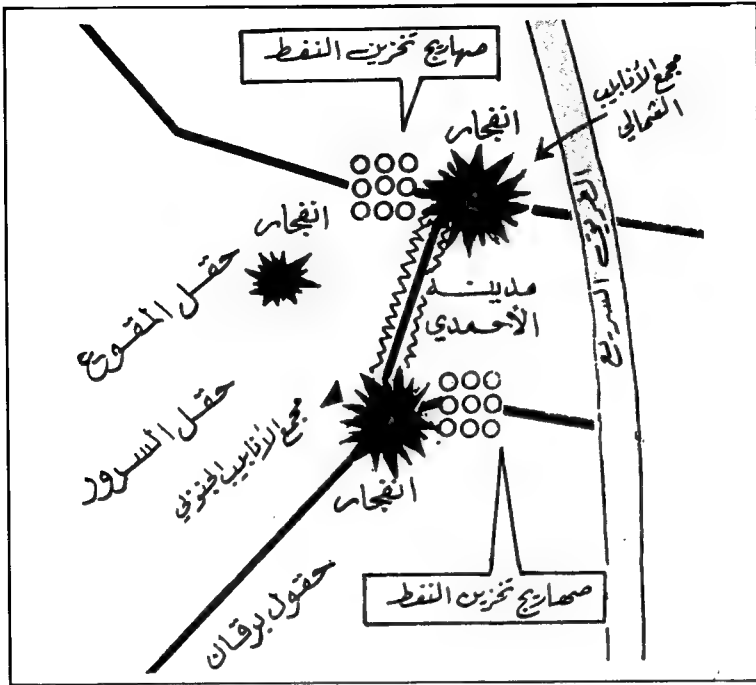 صهاريج تخزين النفط
مجمع الأنابيب
الشمالي
انفجار
انفجار
الطريق السريع
حقل المقوع
مدينة
الأحمدي
حقل السرور
مجمع الأنابيب الجنوبي
انفجار
حقول برقان
صهاريج تخزين النفط